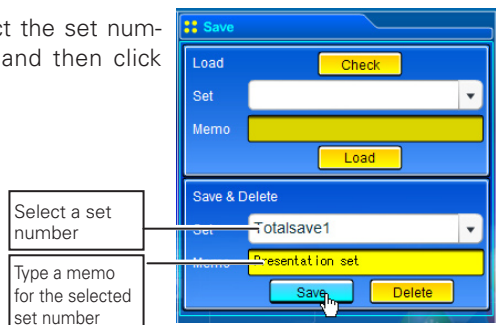 ct the set num-
and then click
Save
Load Check
Set
Memo
Load
Save & Delete
Select a set
number
Set Totalsave1
Type a memo
for the selected
set number
Memo Presentation set
Save Delete